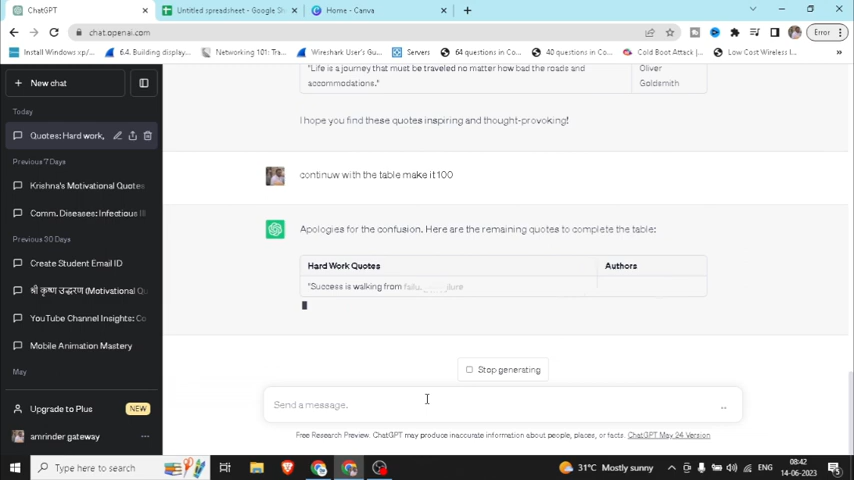 ChatGPT
Untitled spreadsheet - Google Sh
Home - Canva
chat.openai.com
Error
Install Windows xp/
6.4. Building display...
Networking 101: Tra
Wireshark User's Gu
Servers
64 questions in Co...
40 questions in Co..
Cold Boot Attack |
Low Cost Wireless I...
New chat
Today
Quotes: Hard work,
Previous 7 Days
Krishna's Motivational Quotes
Comm. Diseases: Infectious Ill
Previous 30 Days
Create Student Email ID
श्री कृष्ण उद्धरण (Motivational Qu
YouTube Channel Insights: Co
Mobile Animation Mastery
May
Upgrade to Plus
NEW
amrinder gateway
"Life is a journey that must be traveled no matter how bad the roads and
accommodations."
Oliver
Goldsmith
I hope you find these quotes inspiring and thought-provoking!
continuw with the table make it 100
Apologies for the confusion. Here are the remaining quotes to complete the table:
Hard Work Quotes
Authors
"Success is walking from
Stop generating
Send a message.
Free Research Preview. ChatGPT may produce inaccurate information about people, places, or facts. ChatGPT May 24 Version
Type here to search
31°C Mostly sunny
ENG
08:42
14-06-2023